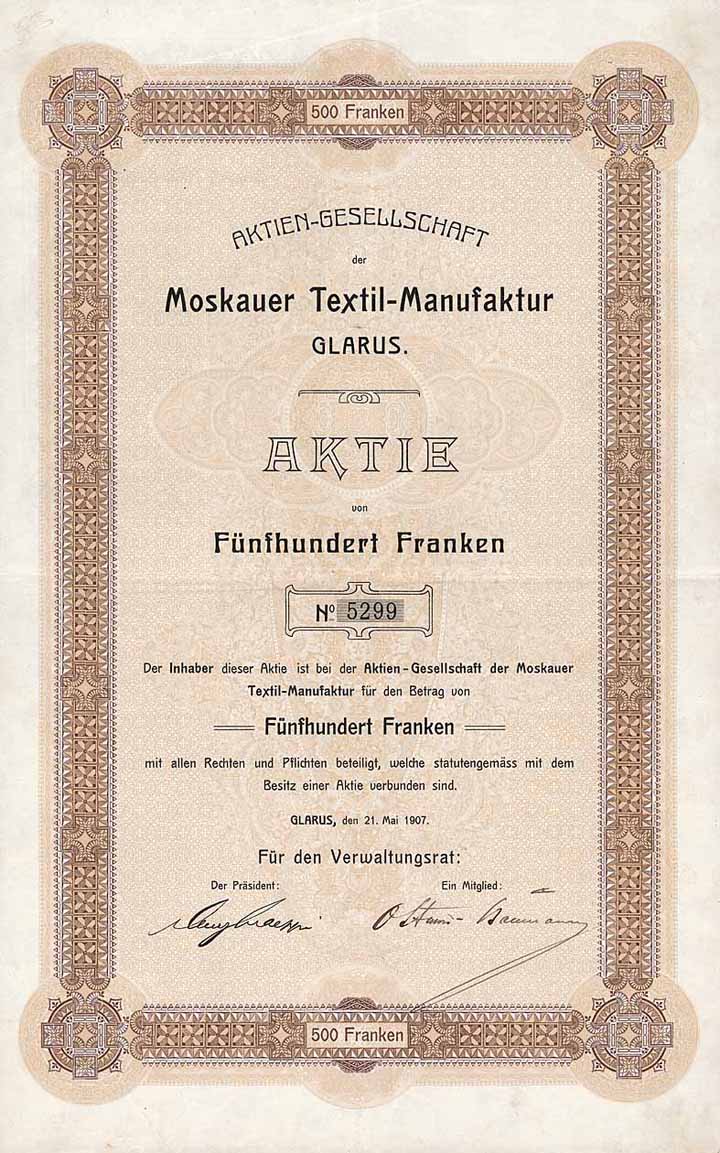 500 Franken
AKTIEN-GESELLSCHAFT
der
Moskauer Textil-Manufaktur
GLARUS.
AKTIE
von
Fünfhundert Franken
No 5299
Der Inhaber dieser Aktie ist bei der Aktien-Gesellschaft der Moskauer
Textil-Manufaktur für den Betrag von
Fünfhundert Franken
mit allen Rechten und Pflichten beteiligt, welche statutengemäss mit dem
Besitz einer Aktie verbunden sind.
GLARUS, den 21. Mai 1907.
Für den Verwaltungsrat:
Der Präsident: Ein Mitglied:
500 Franken